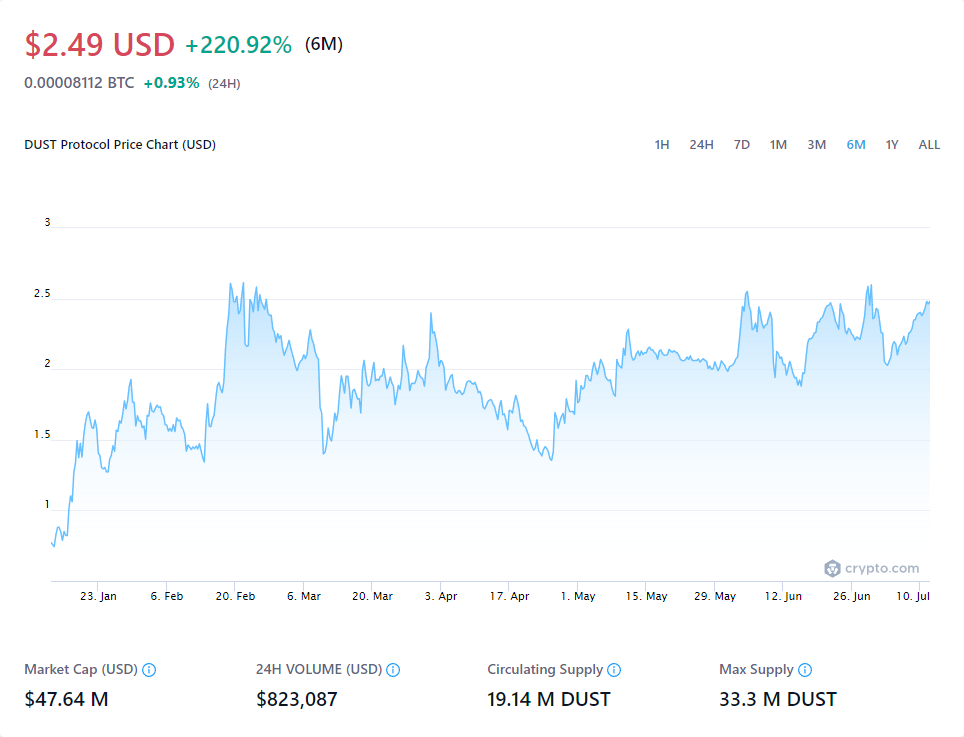 $2.49 USD +220.92% (6M)
0.00008112 BTC +0.93% (24H)
DUST Protocol Price Chart (USD)
1H 24H 7D 1M 3M 6M 1Y ALL
3
2.5
2
1.5
1
crypto.com
23. Jan 6. Feb 20. Feb 6. Mar 20. Mar 3. Apr 17. Apr 1. May 15. May 29. May 12. Jun 26. Jun 10. Jul
Market Cap (USD) 24H VOLUME (USD) Circulating Supply Max Supply
$47.64 M $823,087 19.14 M DUST 33.3 M DUST